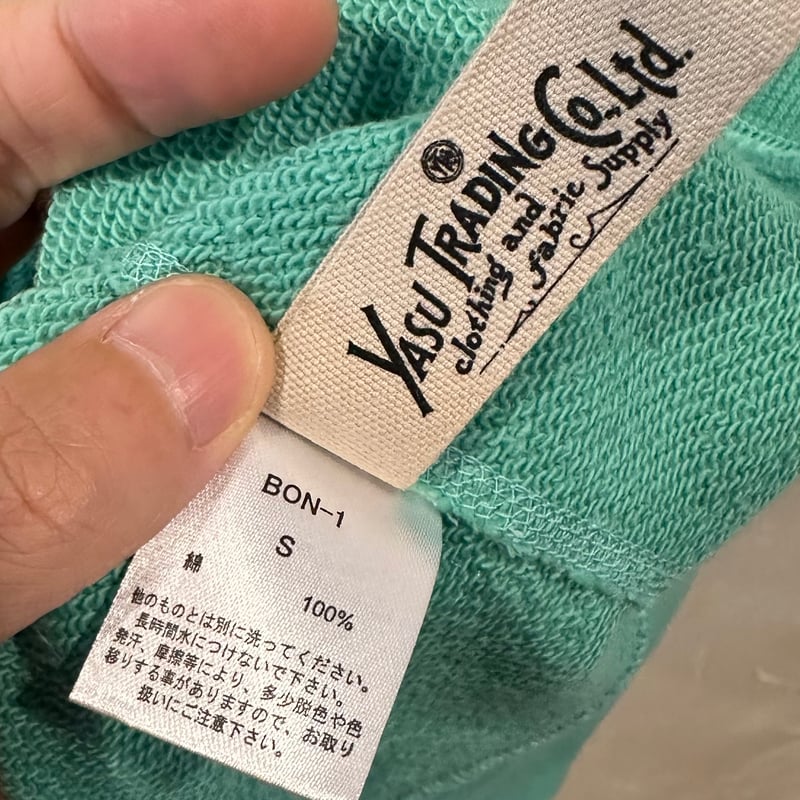 YASU TRADING Co., Ltd.
clothing and
fabric Supply
BON-1
S
綿 100%
他のものとは別に洗ってください。
長時間水につけないで下さい。
発汗、摩擦等により、多少脱色や色
移りする事がありますので、お取り
扱いにご注意下さい。